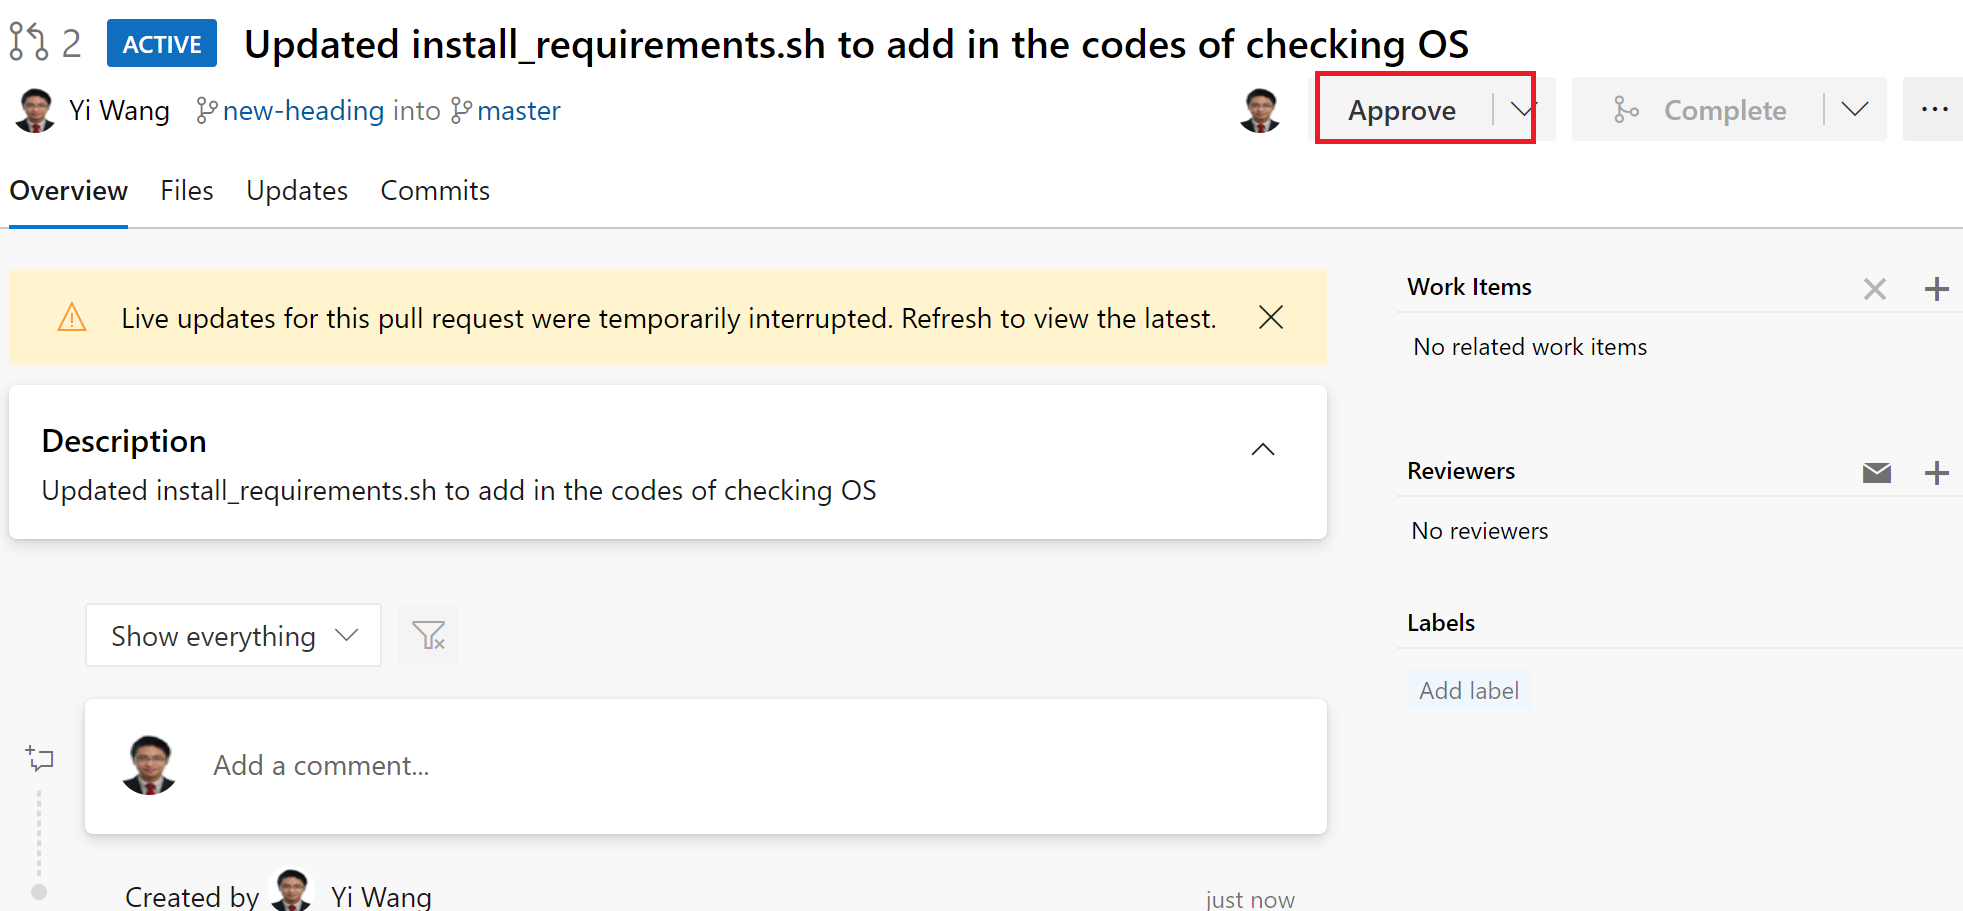 2 ACTIVE Updated install_requirements.sh to add in the codes of checking OS
Yi Wang new-heading into master Approve Complete ...
Overview Files Updates Commits
Live updates for this pull request were temporarily interrupted. Refresh to view the latest.
Work Items
No related work items
Description
Updated install_requirements.sh to add in the codes of checking OS
Reviewers
No reviewers
Labels
Add label
Show everything
Add a comment...
Created by Yi Wang just now